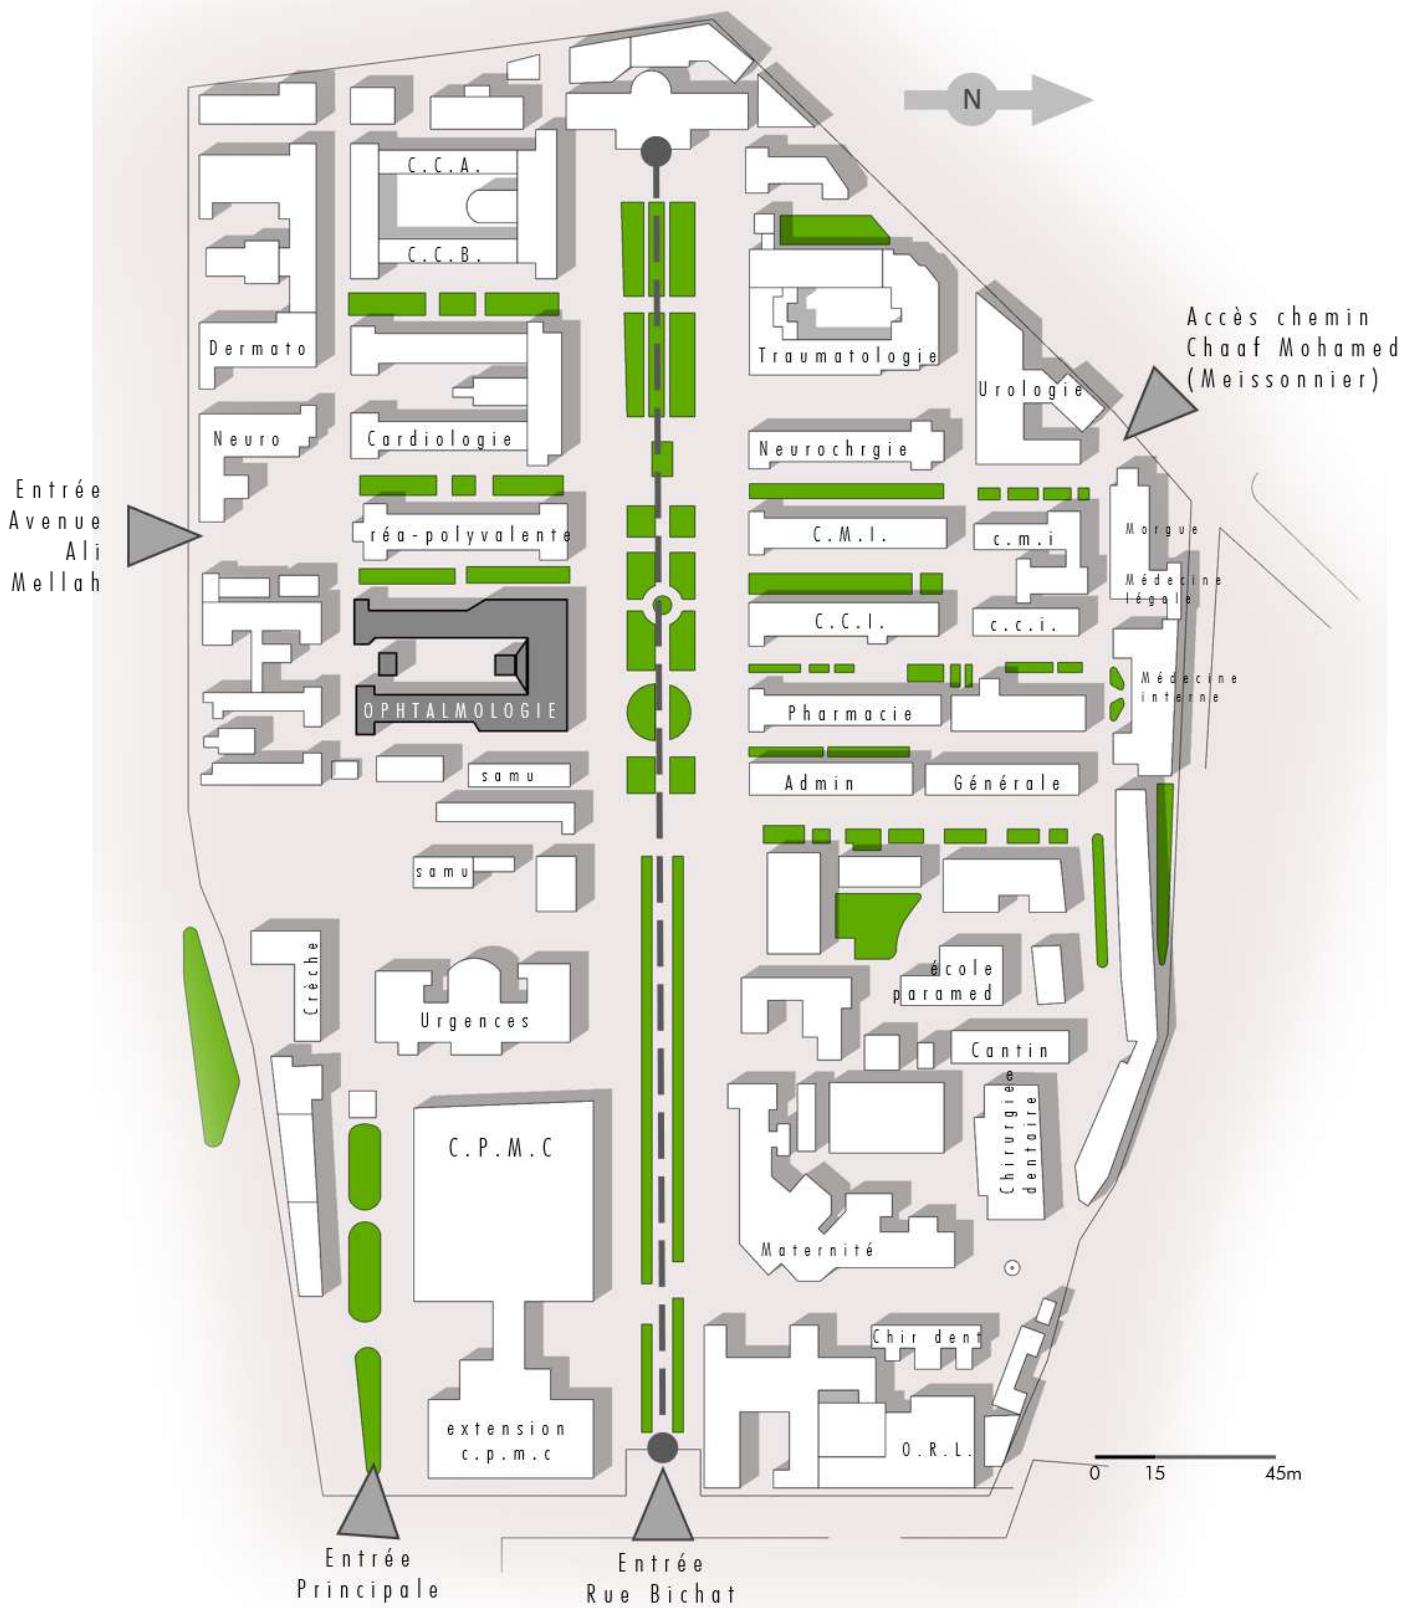 N
C.C.A.
C.C.B.
Dermato
Traumatologie
Accès chemin
Chaaf Mohamed
(Meissonnier)
Urologie
Neuro
Cardiologie
Neurochrgie
Entrée
Avenue
Ali
Mellah
réa-polyvalente
C.M.I.
c.m.i
Morgue
Médecine
légale
C.C.I.
c.c.i.
Médecine
interne
OPHTALMOLOGIE
Pharmacie
samu
Admin
Générale
samu
Crèche
école
paramed
Urgences
Cantin
e
Chirurgie
dentaire
C.P.M.C
Maternité
Chir dent
extension
c.p.m.c
O.R.L.
0 15 45m
Entrée
Principale
Entrée
Rue Bichat